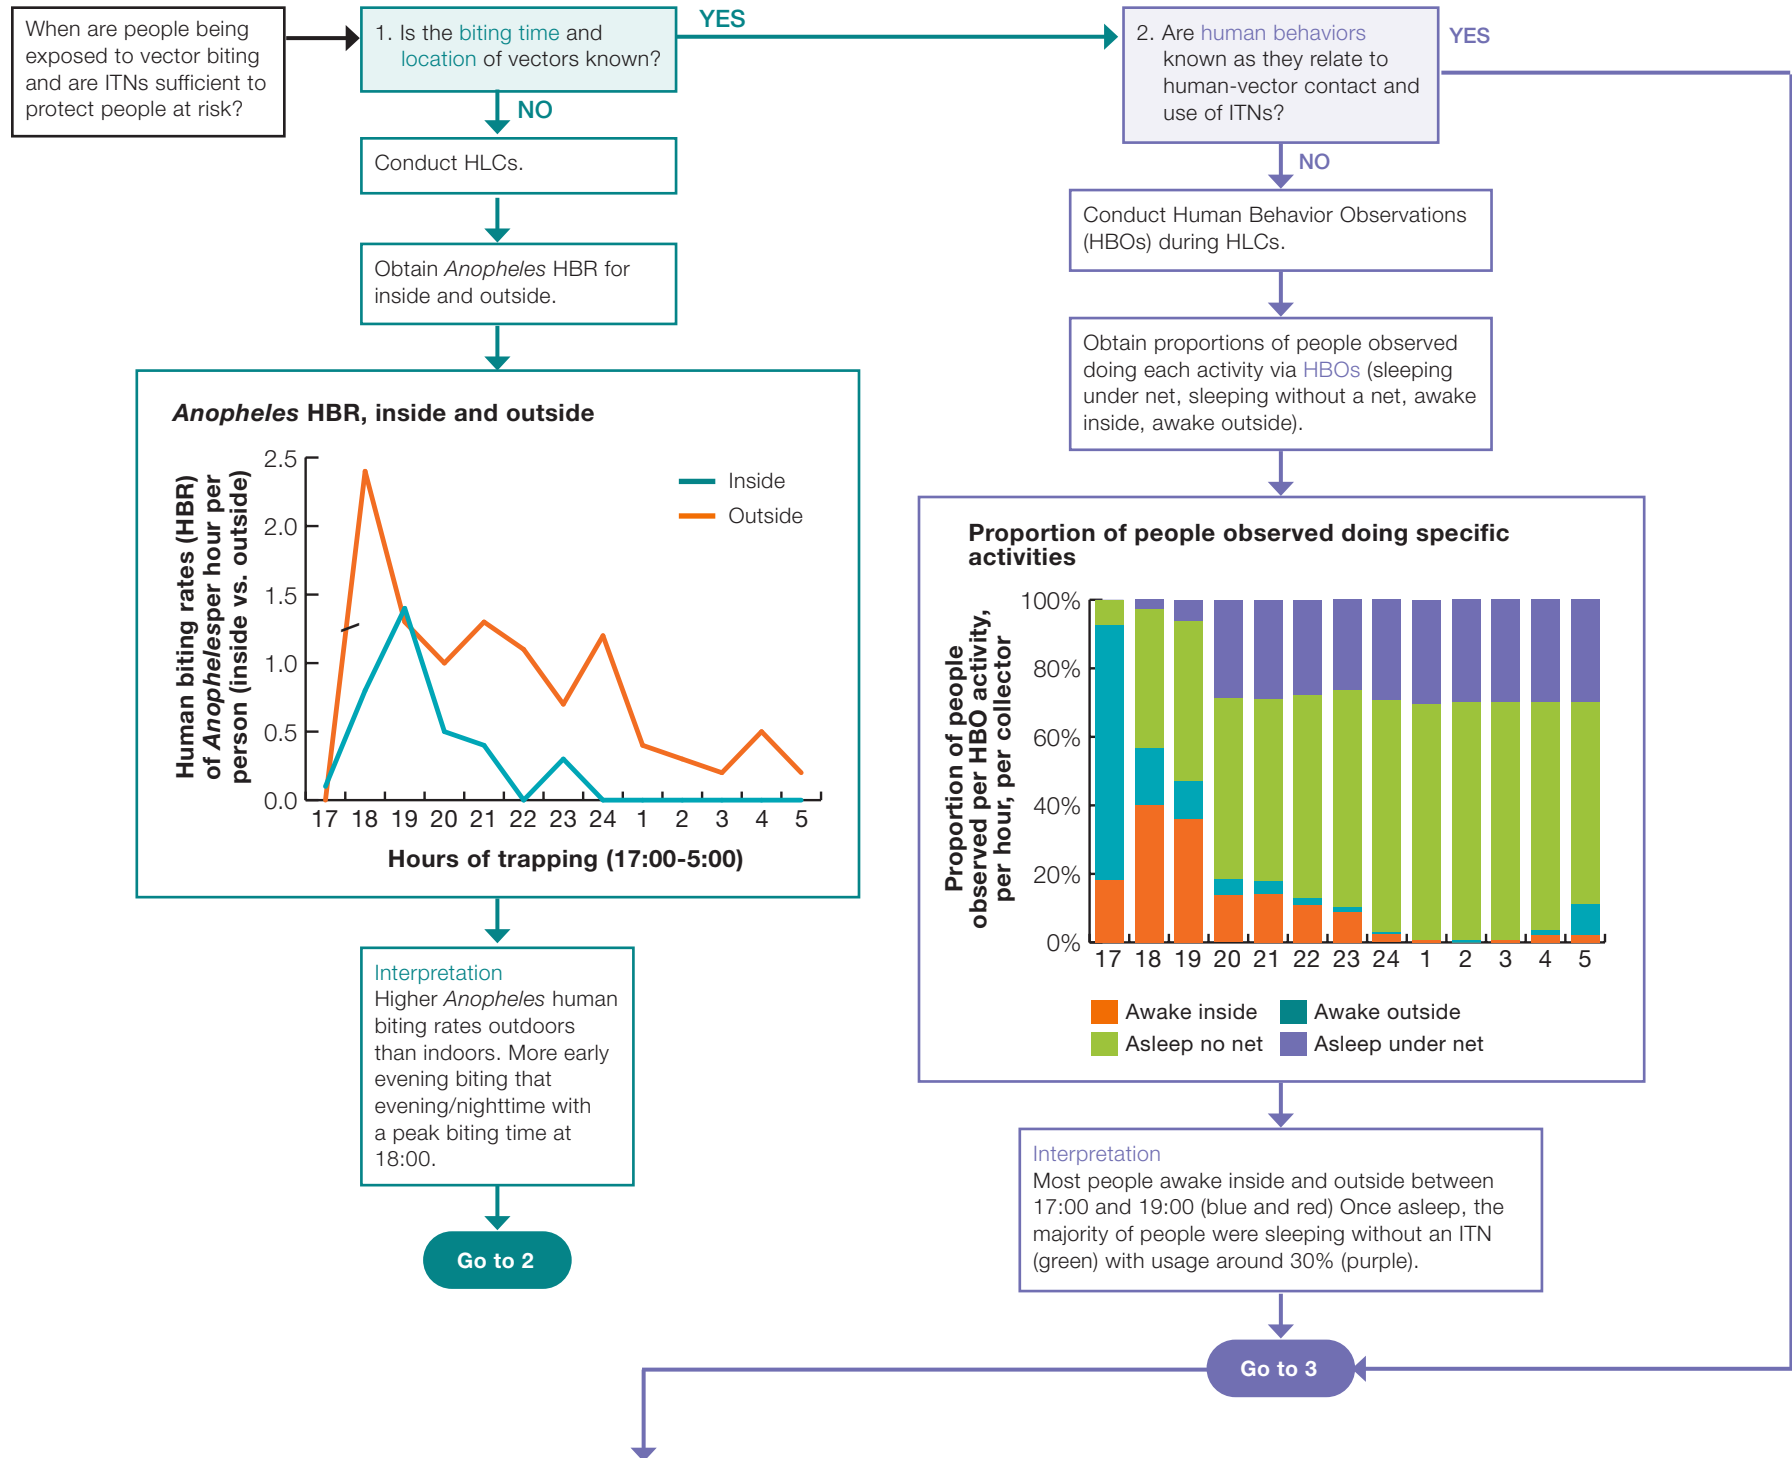 When are people being
exposed to vector biting
and are ITNs sufficient to
protect people at risk?
1. Is the biting time and
location of vectors known?
YES
NO
Conduct HLCs.
Obtain Anopheles HBR for
inside and outside.
Anopheles HBR, inside and outside
Human biting rates (HBR)
of Anophelesper hour per
person (inside vs. outside)
2.5
2.0
1.5
1.0
0.5
0.0
Inside
Outside
17 18 19 20 21 22 23 24 1 2 3 4 5
Hours of trapping (17:00-5:00)
Interpretation
Higher Anopheles human
biting rates outdoors
than indoors. More early
evening biting that
evening/nighttime with
a peak biting time at
18:00.
Go to 2
2. Are human behaviors
known as they relate to
human-vector contact and
use of ITNs?
YES
NO
Conduct Human Behavior Observations
(HBOs) during HLCs.
Obtain proportions of people observed
doing each activity via HBOs (sleeping
under net, sleeping without a net, awake
inside, awake outside).
Proportion of people observed doing specific
activities
Proportion of people
observed per HBO activity,
per hour, per collector
100%
80%
60%
40%
20%
0%
17 18 19 20 21 22 23 24 1 2 3 4 5
Awake inside Awake outside
Asleep no net Asleep under net
Interpretation
Most people awake inside and outside between
17:00 and 19:00 (blue and red) Once asleep, the
majority of people were sleeping without an ITN
(green) with usage around 30% (purple).
Go to 3